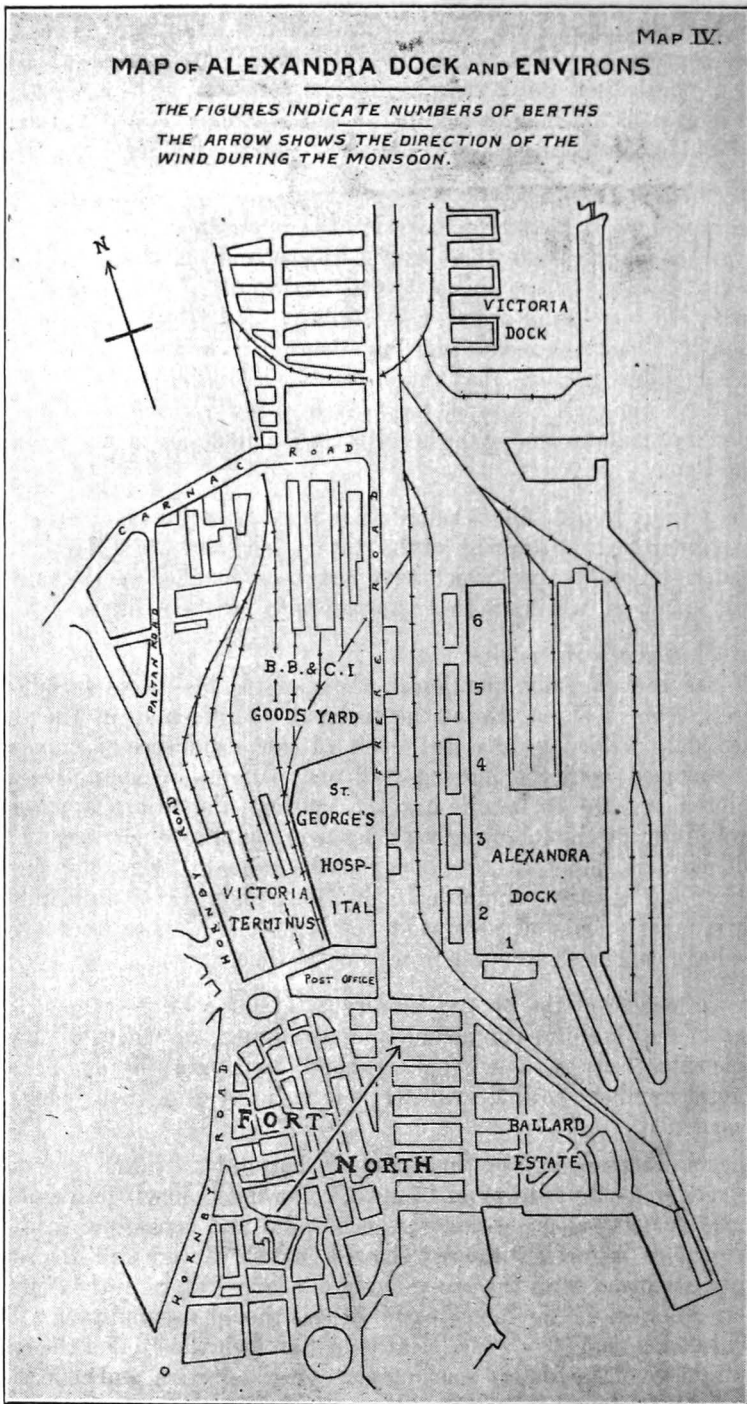 MAP IV.
MAP OF ALEXANDRA DOCK AND ENVIRONS
THE FIGURES INDICATE NUMBERS OF BERTHS
THE ARROW SHOWS THE DIRECTION OF THE
WIND DURING THE MONSOON.
N
VICTORIA
DOCK
CARNAC ROAD
PALTAN ROAD
FRERE ROAD
B.B.& C.I
GOODS YARD
6
5
4
3
2
1
ST.
GEORGE'S
HOSP-
ITAL
HORNBY ROAD
VICTORIA
TERMINUS
ALEXANDRA
DOCK
POST OFFICE
HORNBY ROAD
FORT
NORTH
BALLARD
ESTATE